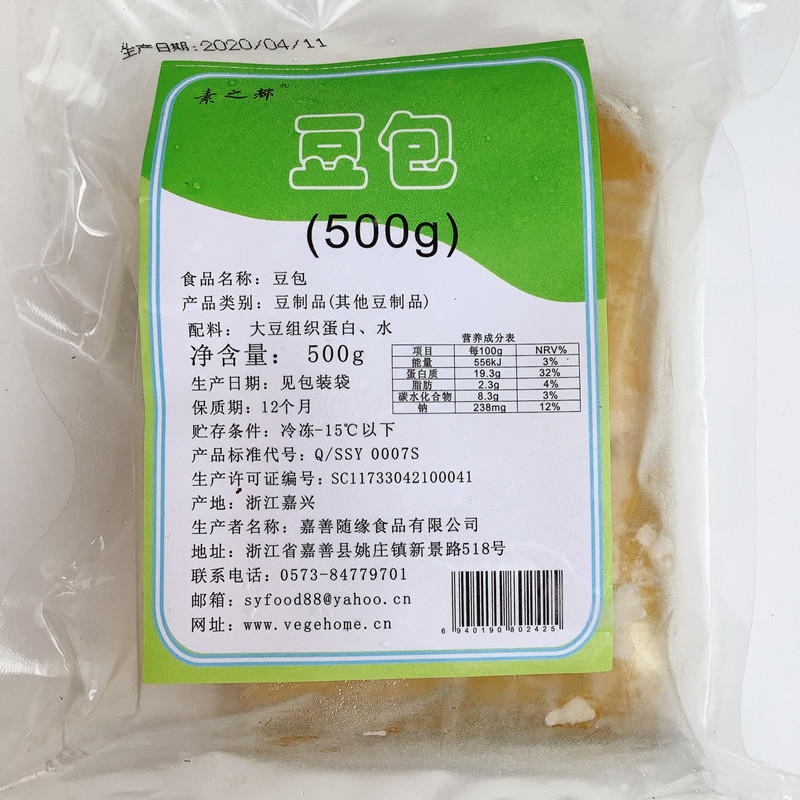 生产日期:2020/04/11
素之都®
豆包
(500g)
食品名称：豆包
产品类别：豆制品(其他豆制品)
配料：大豆组织蛋白、水
净含量：500g
生产日期：见包装袋
保质期：12个月
贮存条件：冷冻-15℃以下
产品标准代号：Q/SSY 0007S
生产许可证编号：SC11733042100041
产地：浙江嘉兴
生产者名称：嘉善随缘食品有限公司
地址：浙江省嘉善县姚庄镇新景路518号
联系电话：0573-84779701
邮箱：syfood88@yahoo.cn
网址：www.vegehome.cn
营养成分表
项目 每100g NRV%
能量 556kJ 3%
蛋白质 19.3g 32%
脂肪 2.3g 4%
碳水化合物 8.3g 3%
钠 238mg 12%
6 940190 802425